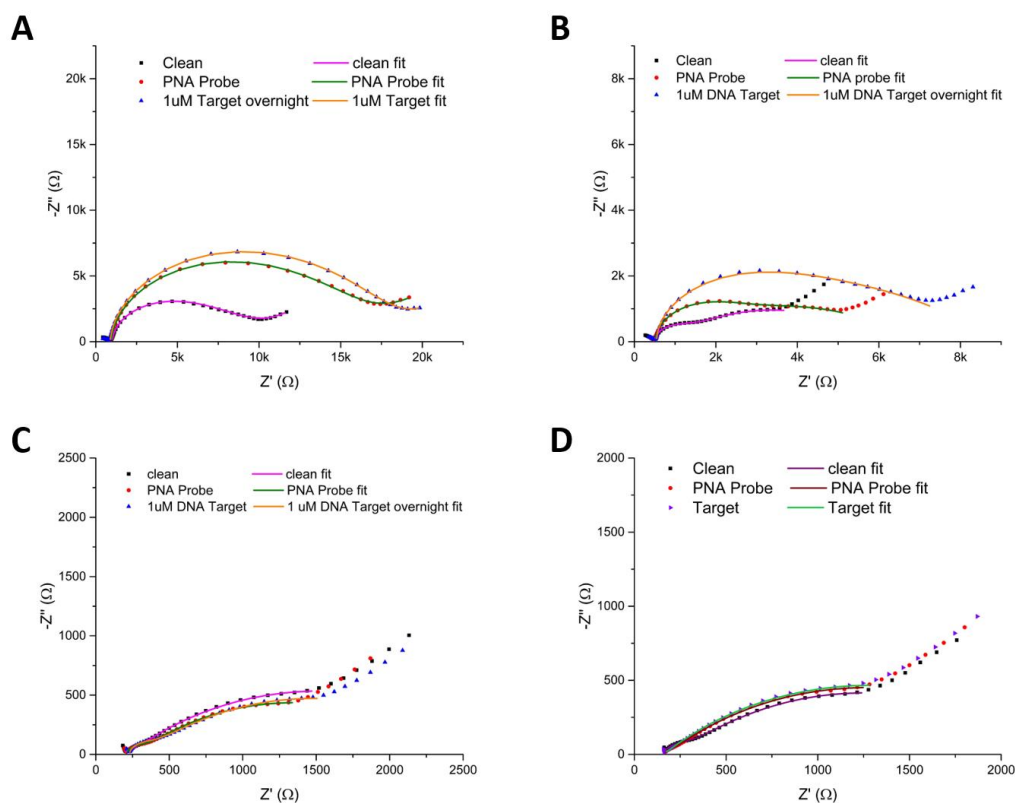 A
Clean
clean fit
PNA Probe
PNA Probe fit
1uM Target overnight
1uM Target fit
20k
15k
10k
5k
0
-Z'' (Ω)
0
5k
10k
15k
20k
Z' (Ω)
B
Clean
clean fit
PNA Probe
PNA probe fit
1uM DNA Target
1uM DNA Target overnight fit
8k
6k
4k
2k
0
-Z'' (Ω)
0
2k
4k
6k
8k
Z' (Ω)
C
clean
clean fit
PNA Probe
PNA Probe fit
1uM DNA Target
1 uM DNA Target overnight fit
2500
2000
1500
1000
500
0
-Z'' (Ω)
0
500
1000
1500
2000
2500
Z' (Ω)
D
Clean
clean fit
PNA Probe
PNA Probe fit
Target
Target fit
2000
1500
1000
500
0
-Z'' (Ω)
0
500
1000
1500
2000
Z' (Ω)